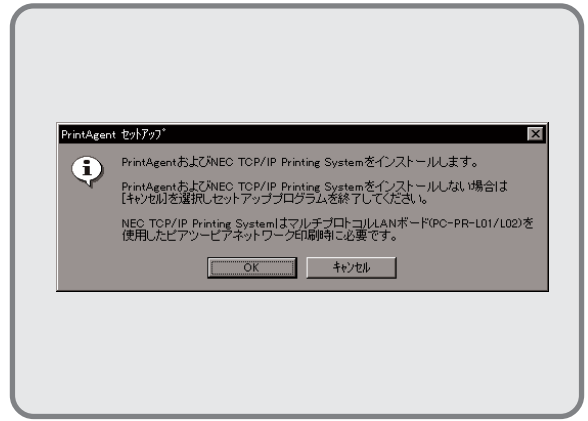 PrintAgent ｾｯﾄｱｯﾌﾟ
PrintAgentおよびNEC TCP/IP Printing Systemをインストールします。
PrintAgentおよびNEC TCP/IP Printing Systemをインストールしない場合は
[ｷｬﾝｾﾙ]を選択しセットアッププログラムを終了してください。
NEC TCP/IP Printing SystemはマルチプロトコルLANボード(PC-PR-L01/L02)を
使用したピアツーピアネットワーク印刷時に必要です。
OK
ｷｬﾝｾﾙ